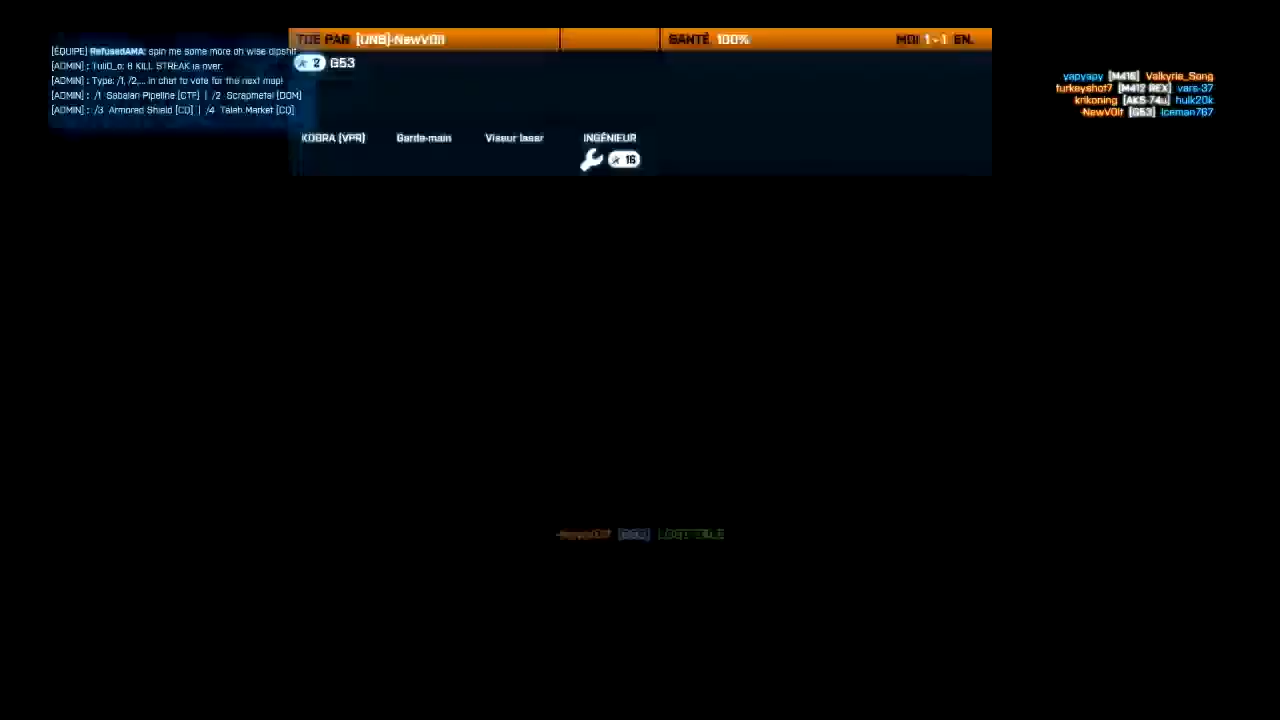 [ÉQUIPE] RefusedAMA: spin me some more oh wise dipshit
[ADMIN] : TuliO_o: 8 KILL STREAK is over.
[ADMIN] : Type: /1, /2,... in chat to vote for the next map!
[ADMIN] : /1 Sabalan Pipeline [CTF] | /2 Scrapmetal [DOM]
[ADMIN] : /3 Armored Shield [CQ] | /4 Talah Market [CQ]
TUÉ PAR [UNB]-NewV0lt
SANTÉ 100%
MOI 1 - 1 EN.
2 G53
KOBRA [VPR] Garde-main Viseur laser INGÉNIEUR
16
yapyapy [M416] Valkyrie_Song
turkeyshot7 [M412 REX] vars-37
krikoning [AKS-74u] hulk20k
NewV0lt [G53] iceman767